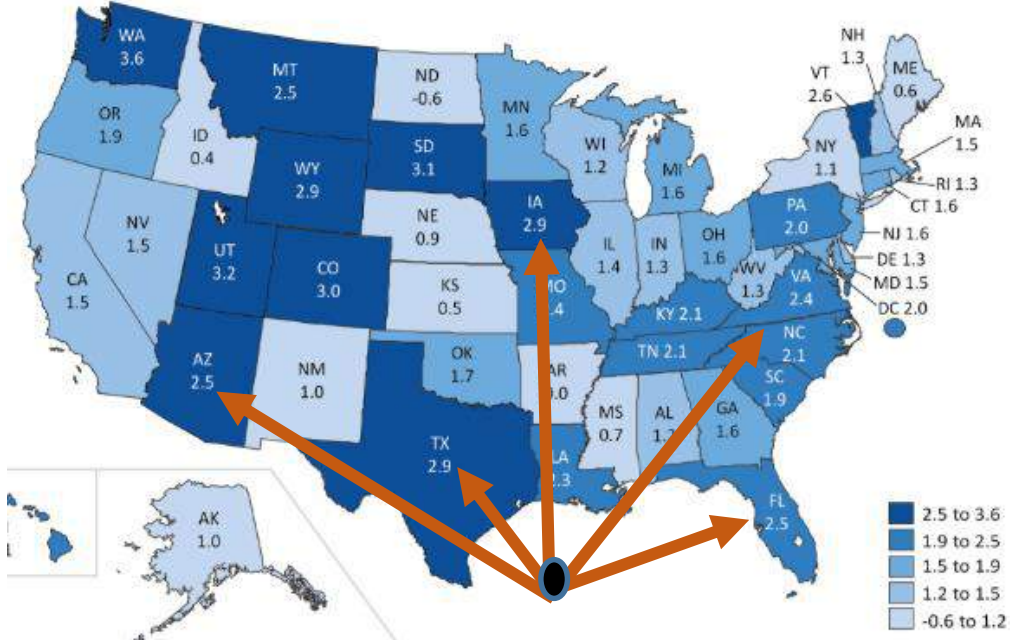 WA
3.6
MT
2.5
ND
-0.6
MN
1.6
NH
1.3
ME
0.6
VT
2.6
OR
1.9
ID
0.4
SD
3.1
WI
1.2
MI
1.6
NY
1.1
MA
1.5
WY
2.9
RI 1.3
CT 1.6
NV
1.5
NE
0.9
IA
2.9
PA
2.0
NJ 1.6
UT
3.2
CO
3.0
IL
1.4
IN
1.3
OH
1.6
WV
1.3
DE 1.3
MD 1.5
VA
2.4
DC 2.0
CA
1.5
KS
0.5
KY 2.1
NC
2.1
TN 2.1
AZ
2.5
NM
1.0
OK
1.7
SC
1.9
MS
0.7
AL
GA
1.6
TX
2.9
FL
2.5
AK
1.0
2.5 to 3.6
1.9 to 2.5
1.5 to 1.9
1.2 to 1.5
-0.6 to 1.2